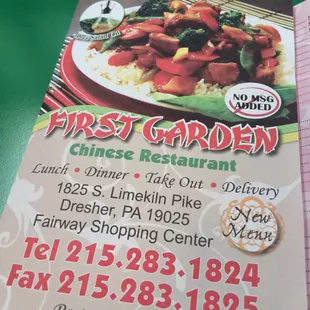 NO MSG
ADDED
FIRST GARDEN
Chinese Restaurant
Lunch • Dinner • Take Out • Delivery
1825 S. Limekiln Pike
Dresher, PA 19025
Fairway Shopping Center
New
Menu
Tel 215.283.1824
Fax 215.283.1825